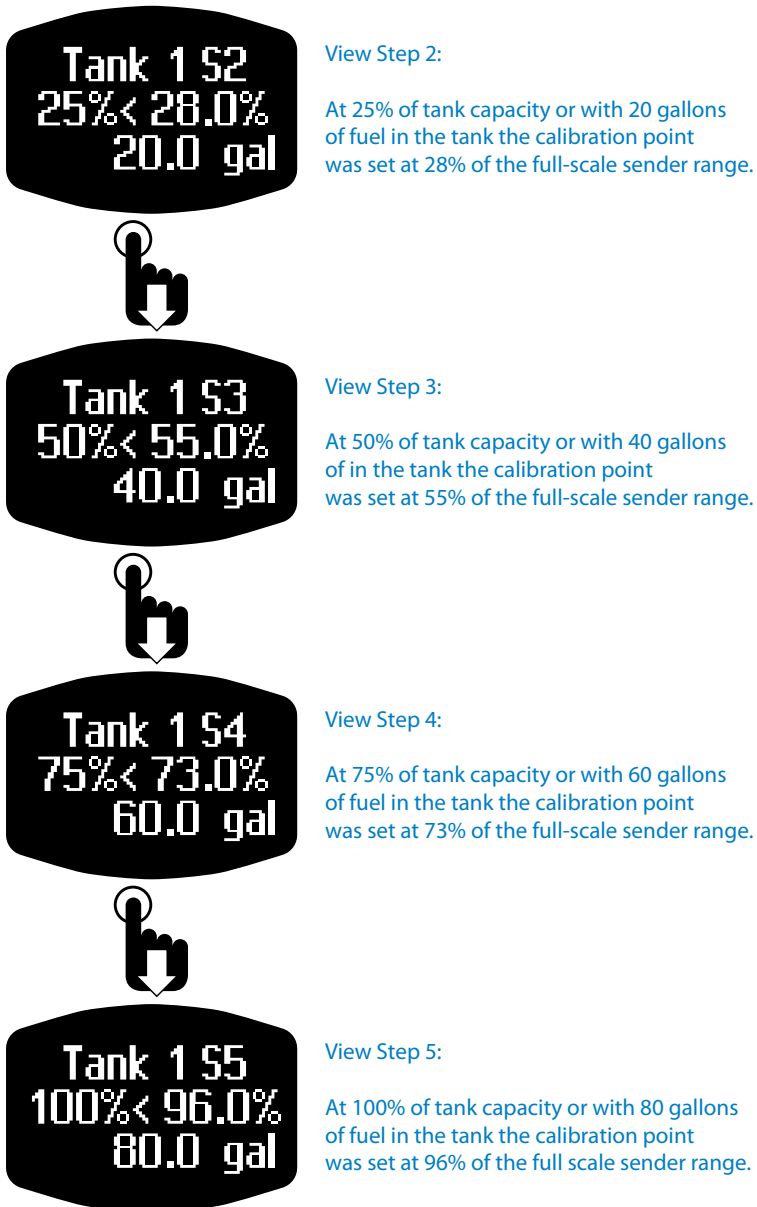 Tank 1 S2
25%< 28.0%
20.0 gal
View Step 2:
At 25% of tank capacity or with 20 gallons
of fuel in the tank the calibration point
was set at 28% of the full-scale sender range.
Tank 1 S3
50%< 55.0%
40.0 gal
View Step 3:
At 50% of tank capacity or with 40 gallons
of in the tank the calibration point
was set at 55% of the full-scale sender range.
Tank 1 S4
75%< 73.0%
60.0 gal
View Step 4:
At 75% of tank capacity or with 60 gallons
of fuel in the tank the calibration point
was set at 73% of the full-scale sender range.
Tank 1 S5
100%< 96.0%
80.0 gal
View Step 5:
At 100% of tank capacity or with 80 gallons
of fuel in the tank the calibration point
was set at 96% of the full scale sender range.